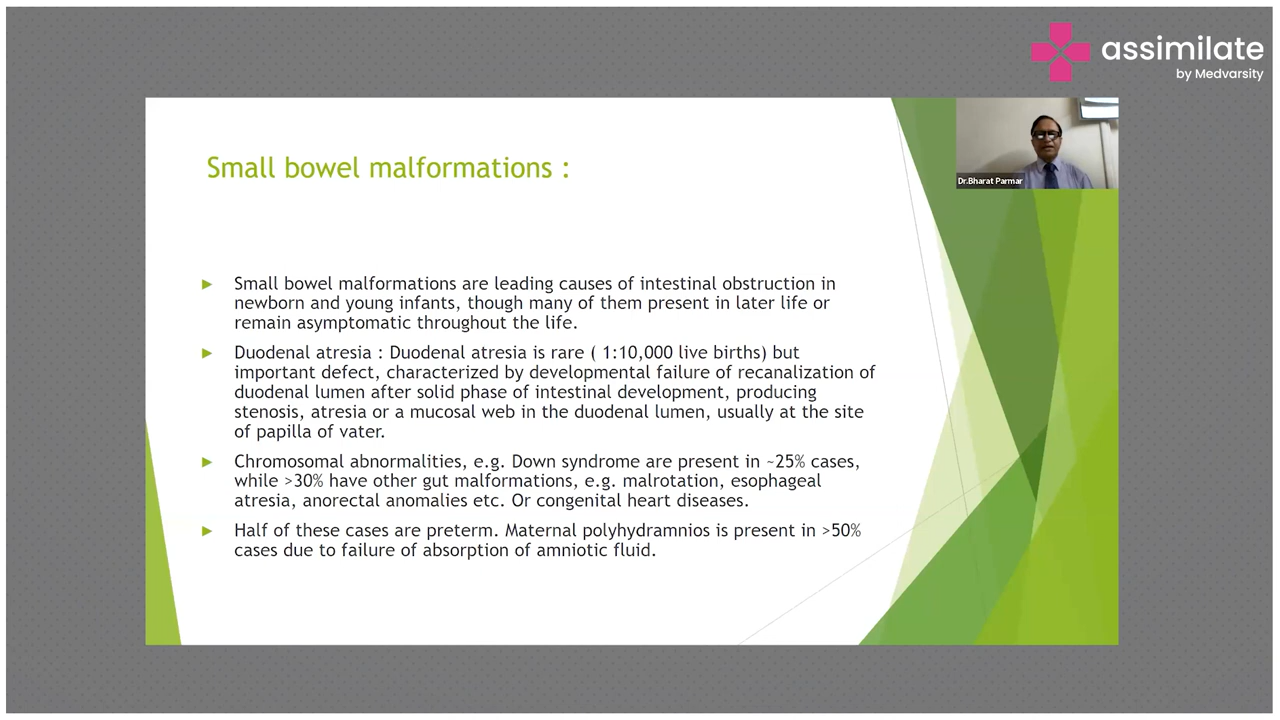 assimilate
by Medvarsity
Dr.Bharat Parmar
Small bowel malformations :
Small bowel malformations are leading causes of intestinal obstruction in
newborn and young infants, though many of them present in later life or
remain asymptomatic throughout the life.
Duodenal atresia : Duodenal atresia is rare ( 1:10,000 live births) but
important defect, characterized by developmental failure of recanalization of
duodenal lumen after solid phase of intestinal development, producing
stenosis, atresia or a mucosal web in the duodenal lumen, usually at the site
of papilla of vater.
Chromosomal abnormalities, e.g. Down syndrome are present in ~25% cases,
while >30% have other gut malformations, e.g. malrotation, esophageal
atresia, anorectal anomalies etc. Or congenital heart diseases.
Half of these cases are preterm. Maternal polyhydramnios is present in >50%
cases due to failure of absorption of amniotic fluid.